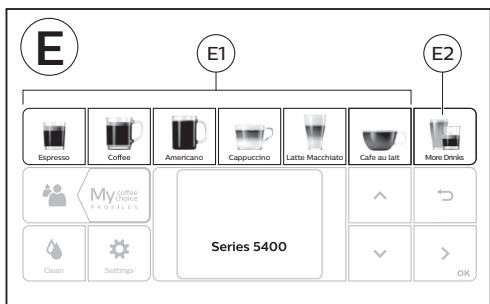 E
E1
E2
Espresso
Coffee
Americano
Cappuccino
Latte Macchiato
Cafe au lait
More Drinks
My coffee choice
PROFILES
Series 5400
Clean
Settings
OK